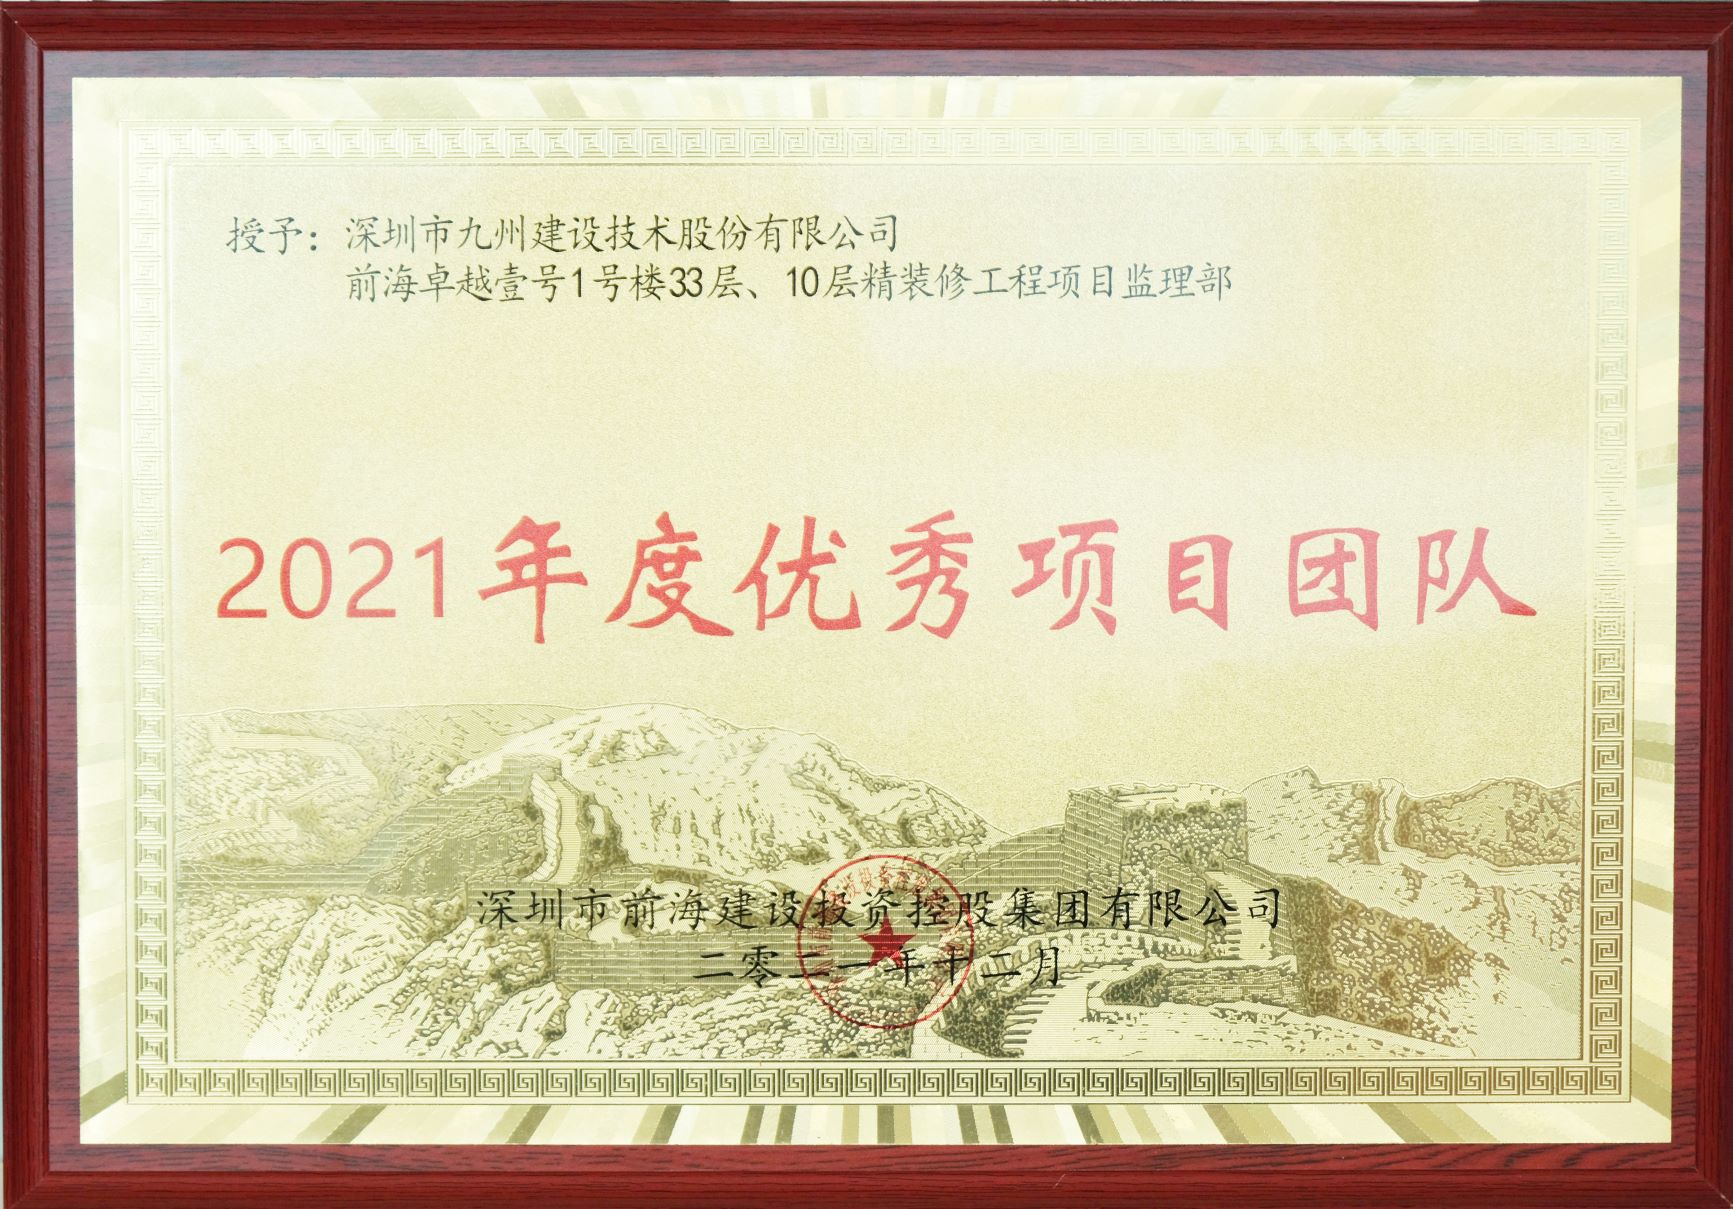 授予：深圳市九州建设技术股份有限公司
前海卓越壹号1号楼33层、10层精装修工程项目监理部
2021年度优秀项目团队
深圳市前海建设投资控股集团有限公司
二零二一年十二月